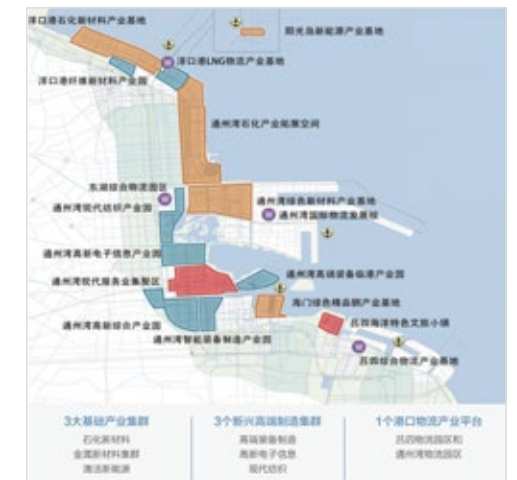 洋口港石化新材料产业基地
阳光岛新能源产业基地
洋口港LNG物流产业基地
洋口港纤维新材料产业园
通州湾石化产业拓展空间
东湖综合物流园区
通州湾绿色新材料产业基地
通州湾现代纺织产业园
通州湾国际物流发展极
通州湾高新电子信息产业园
通州湾现代服务业集聚区
通州湾高端装备临港产业园
海门绿色精品钢产业基地
通州湾高新综合产业园
吕四海洋特色文旅小镇
通州湾智能装备制造产业园
吕四综合物流产业基地
3大基础产业集群
石化新材料
金属新材料集群
清洁新能源
3个新兴高端制造集群
高端装备制造
高新电子信息
现代纺织
1个港口物流产业平台
吕四物流园区和
通州湾物流园区